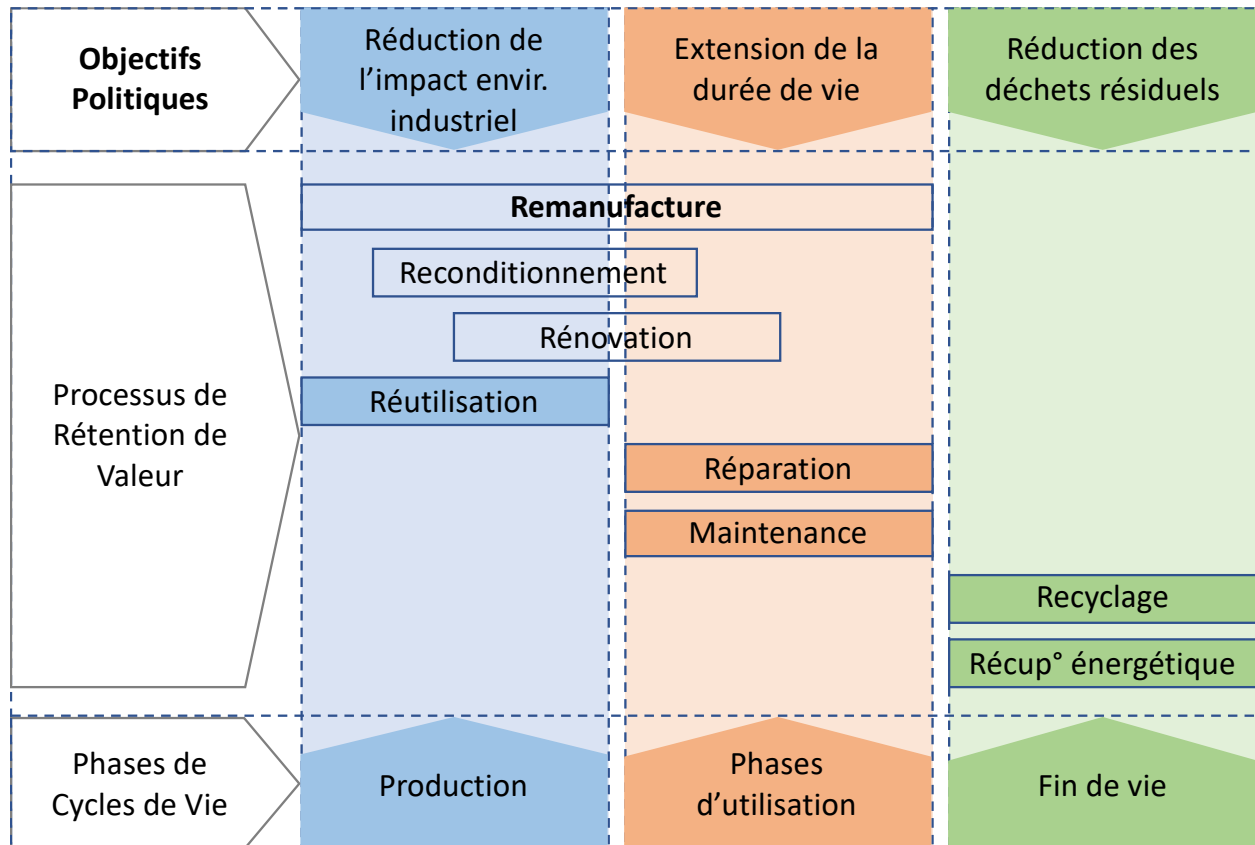 Objectifs
Politiques
Réduction de
l’impact envir.
industriel
Extension de la
durée de vie
Réduction des
déchets résiduels
Processus de
Rétention de
Valeur
Remanufacture
Reconditionnement
Rénovation
Réutilisation
Réparation
Maintenance
Recyclage
Récup° énergétique
Phases de
Cycles de Vie
Production
Phases
d’utilisation
Fin de vie